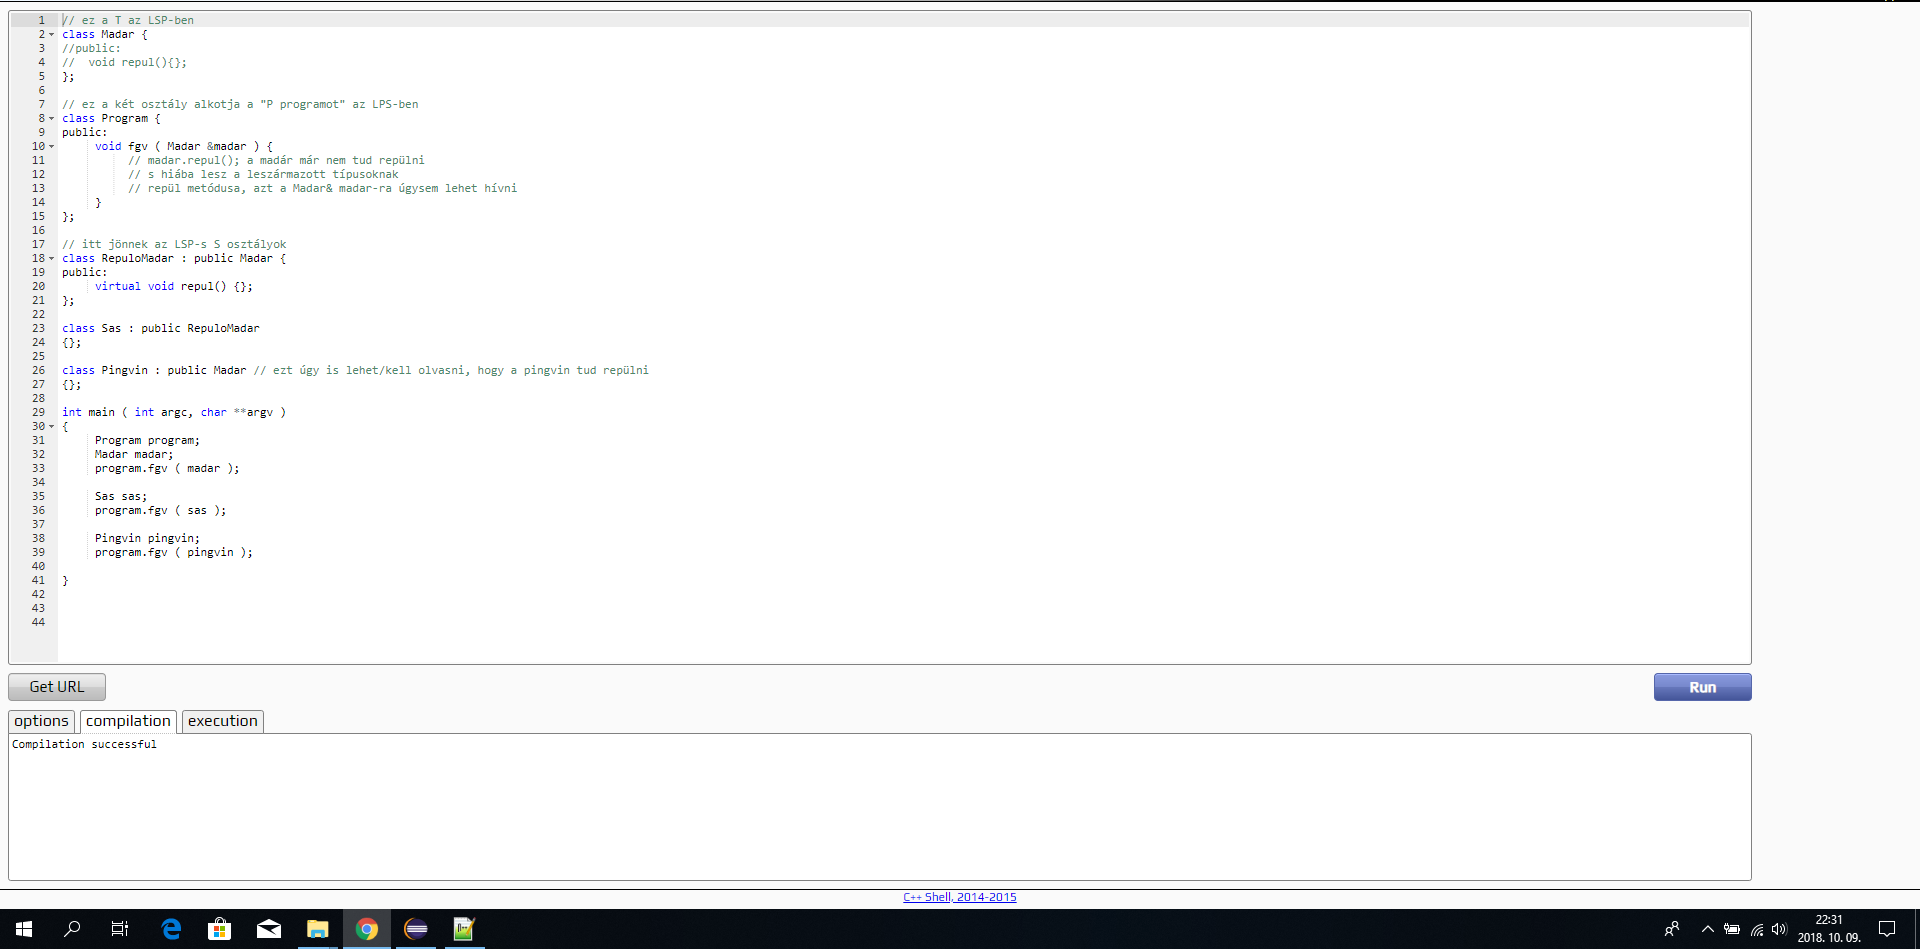 1 // ez a T az LSP-ben
2 class Madar {
3 //public:
4 //  void repul(){};
5 };
6
7 // ez a két osztály alkotja a "P programot" az LPS-ben
8 class Program {
9 public:
10      void fgv ( Madar &madar ) {
11           // madar.repul(); a madár már nem tud repülni
12           // s hiába lesz a leszármazott típusoknak
13           // repül metódusa, azt a Madar& madar-ra úgysem lehet hívni
14      }
15 };
16
17 // itt jönnek az LSP-s S osztályok
18 class RepuloMadar : public Madar {
19 public:
20      virtual void repul() {};
21 };
22
23 class Sas : public RepuloMadar
24 {};
25
26 class Pingvin : public Madar // ezt úgy is lehet/kell olvasni, hogy a pingvin tud repülni
27 {};
28
29 int main ( int argc, char **argv )
30 {
31      Program program;
32      Madar madar;
33      program.fgv ( madar );
34
35      Sas sas;
36      program.fgv ( sas );
37
38      Pingvin pingvin;
39      program.fgv ( pingvin );
40
41 }
42
43
44
Get URL Run
options compilation execution
Compilation successful
C++ Shell, 2014-2015
22:31
2018. 10. 09.